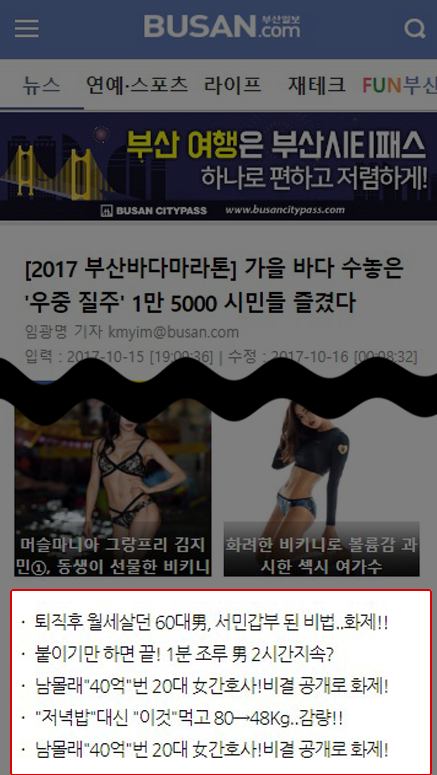 BUSAN.com 부산일보
뉴스 연예·스포츠 라이프 재테크 FUN부산
부산 여행은 부산시티패스
하나로 편하고 저렴하게!
BUSAN CITYPASS www.busancitypass.com
[2017 부산바다마라톤] 가을 바다 수놓은
'우중 질주' 1만 5000 시민들 즐겼다
임광명 기자 kmyim@busan.com
입력 : 2017-10-15 [19:09:36] | 수정 : 2017-10-16 [00:08:32]
머슬마니아 그랑프리 김지
민①, 동생이 선물한 비키니
화려한 비키니로 볼륨감 과
시한 섹시 여가수
· 퇴직후 월세살던 60대男, 서민갑부 된 비법..화제!!
· 붙이기만 하면 끝! 1분 조루 男 2시간지속?
· 남몰래"40억"번 20대 女간호사!비결 공개로 화제!
· "저녁밥"대신 "이것"먹고 80→48Kg..감량!!
· 남몰래"40억"번 20대 女간호사!비결 공개로 화제!